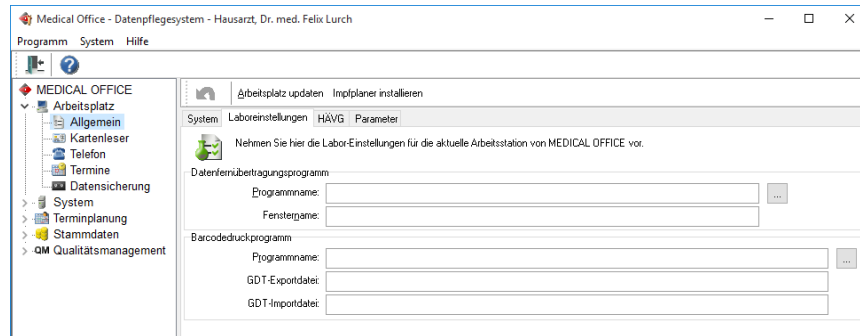 Medical Office - Datenpflegesystem - Hausarzt, Dr. med. Felix Lurch
Programm System Hilfe
MEDICAL OFFICE
Arbeitsplatz
Allgemein
Kartenleser
Telefon
Termine
Datensicherung
System
Terminplanung
Stammdaten
QM Qualitätsmanagement
Arbeitsplatz updaten Impfplaner installieren
System Laboreinstellungen HÄVG Parameter
Nehmen Sie hier die Labor-Einstellungen für die aktuelle Arbeitsstation von MEDICAL OFFICE vor.
Datenfernübertragungsprogramm
Programmname: ...
Fenstername:
Barcodedruckprogramm
Programmname: ...
GDT-Exportdatei:
GDT-Importdatei: